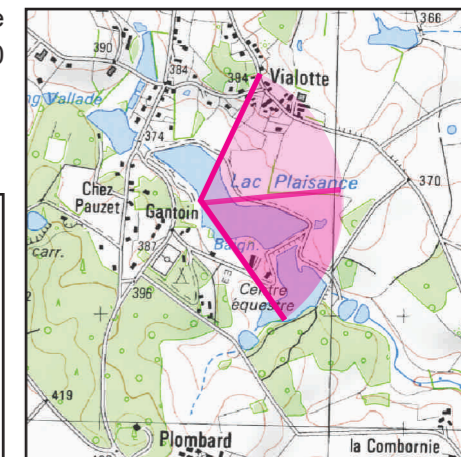 e
)
366
390
384
384
Vialotte
ng Vallade
374
Lac Plaisance
370
Chez
Pauzet
Gantoin
Baign.
carr.
387
Centre
équestre
396
419
Plombard
la Combornie